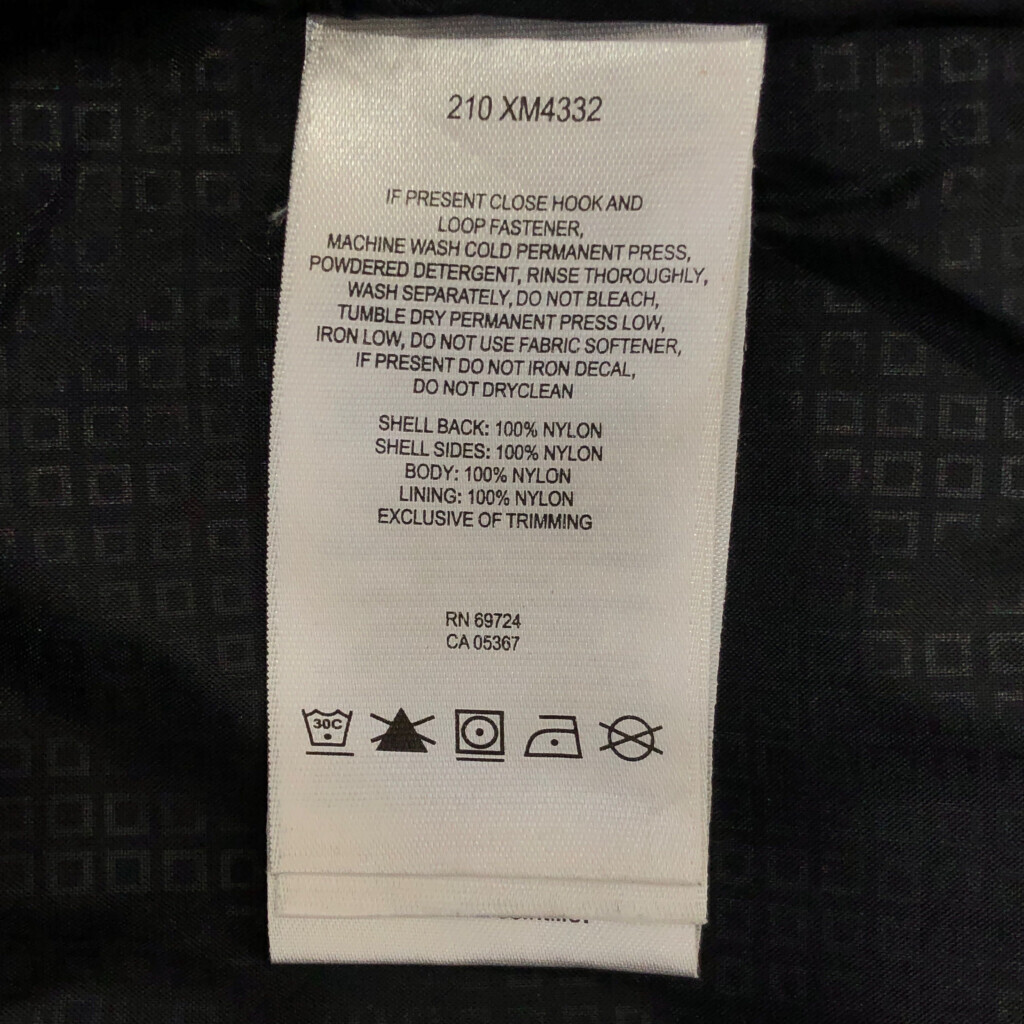 210 XM4332
IF PRESENT CLOSE HOOK AND
LOOP FASTENER,
MACHINE WASH COLD PERMANENT PRESS,
POWDERED DETERGENT, RINSE THOROUGHLY,
WASH SEPARATELY, DO NOT BLEACH,
TUMBLE DRY PERMANENT PRESS LOW,
IRON LOW, DO NOT USE FABRIC SOFTENER,
IF PRESENT DO NOT IRON DECAL,
DO NOT DRYCLEAN
SHELL BACK: 100% NYLON
SHELL SIDES: 100% NYLON
BODY: 100% NYLON
LINING: 100% NYLON
EXCLUSIVE OF TRIMMING
RN 69724
CA 05367
30C